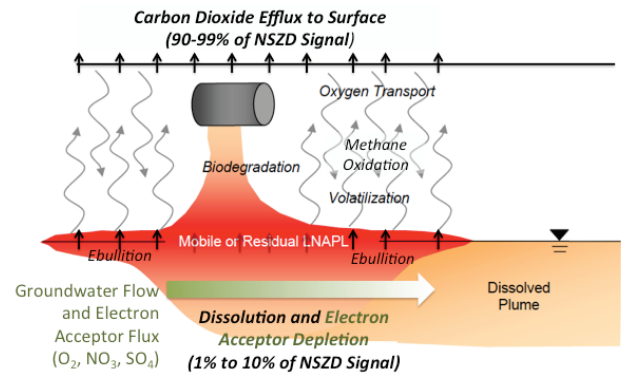 Carbon Dioxide Efflux to Surface
(90-99% of NSZD Signal)
Oxygen Transport
Methane
Oxidation
Biodegradation
Volatilization
Mobile or Residual LNAPL
Ebullition
Ebullition
Groundwater Flow
and Electron
Acceptor Flux
(O₂, NO₃, SO₄)
Dissolution and Electron
Acceptor Depletion
(1% to 10% of NSZD Signal)
Dissolved
Plume